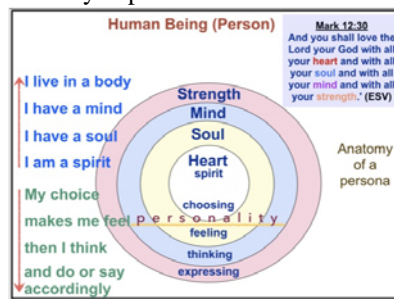 Human Being (Person)
Mark 12:30
And you shall love the
Lord your God with all
your heart and with all
your soul and with all
your mind and with all
your strength.' (ESV)
I live in a body
I have a mind
I have a soul
I am a spirit
My choice
makes me feel
then I think
and do or say
accordingly
Strength
Mind
Soul
Heart
spirit
choosing
personality
feeling
thinking
expressing
Anatomy
of a
persona